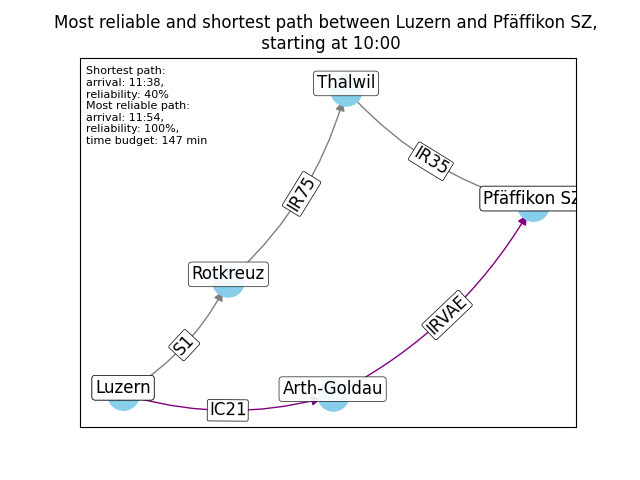 Most reliable and shortest path between Luzern and Pfäffikon SZ,
starting at 10:00
Shortest path:
arrival: 11:38,
reliability: 40%
Most reliable path:
arrival: 11:54,
reliability: 100%,
time budget: 147 min
Thalwil
IR35
Pfäffikon SZ
IR75
Rotkreuz
IRVAE
S1
Luzern
Arth-Goldau
IC21